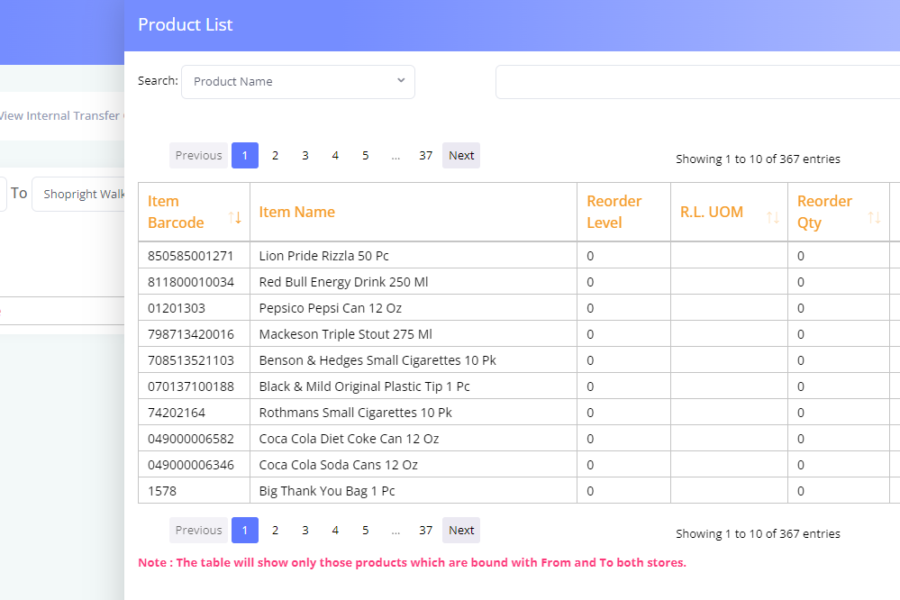 Product List
Search: Product Name
View Internal Transfer
To Shopright Walk
Previous 1 2 3 4 5 ... 37 Next
Showing 1 to 10 of 367 entries
Item Barcode Item Name Reorder Level R.L. UOM Reorder Qty
850585001271 Lion Pride Rizzla 50 Pc 0 0
811800010034 Red Bull Energy Drink 250 Ml 0 0
01201303 Pepsico Pepsi Can 12 Oz 0 0
798713420016 Mackeson Triple Stout 275 Ml 0 0
708513521103 Benson & Hedges Small Cigarettes 10 Pk 0 0
070137100188 Black & Mild Original Plastic Tip 1 Pc 0 0
74202164 Rothmans Small Cigarettes 10 Pk 0 0
049000006582 Coca Cola Diet Coke Can 12 Oz 0 0
049000006346 Coca Cola Soda Cans 12 Oz 0 0
1578 Big Thank You Bag 1 Pc 0 0
Previous 1 2 3 4 5 ... 37 Next
Showing 1 to 10 of 367 entries
Note : The table will show only those products which are bound with From and To both stores.